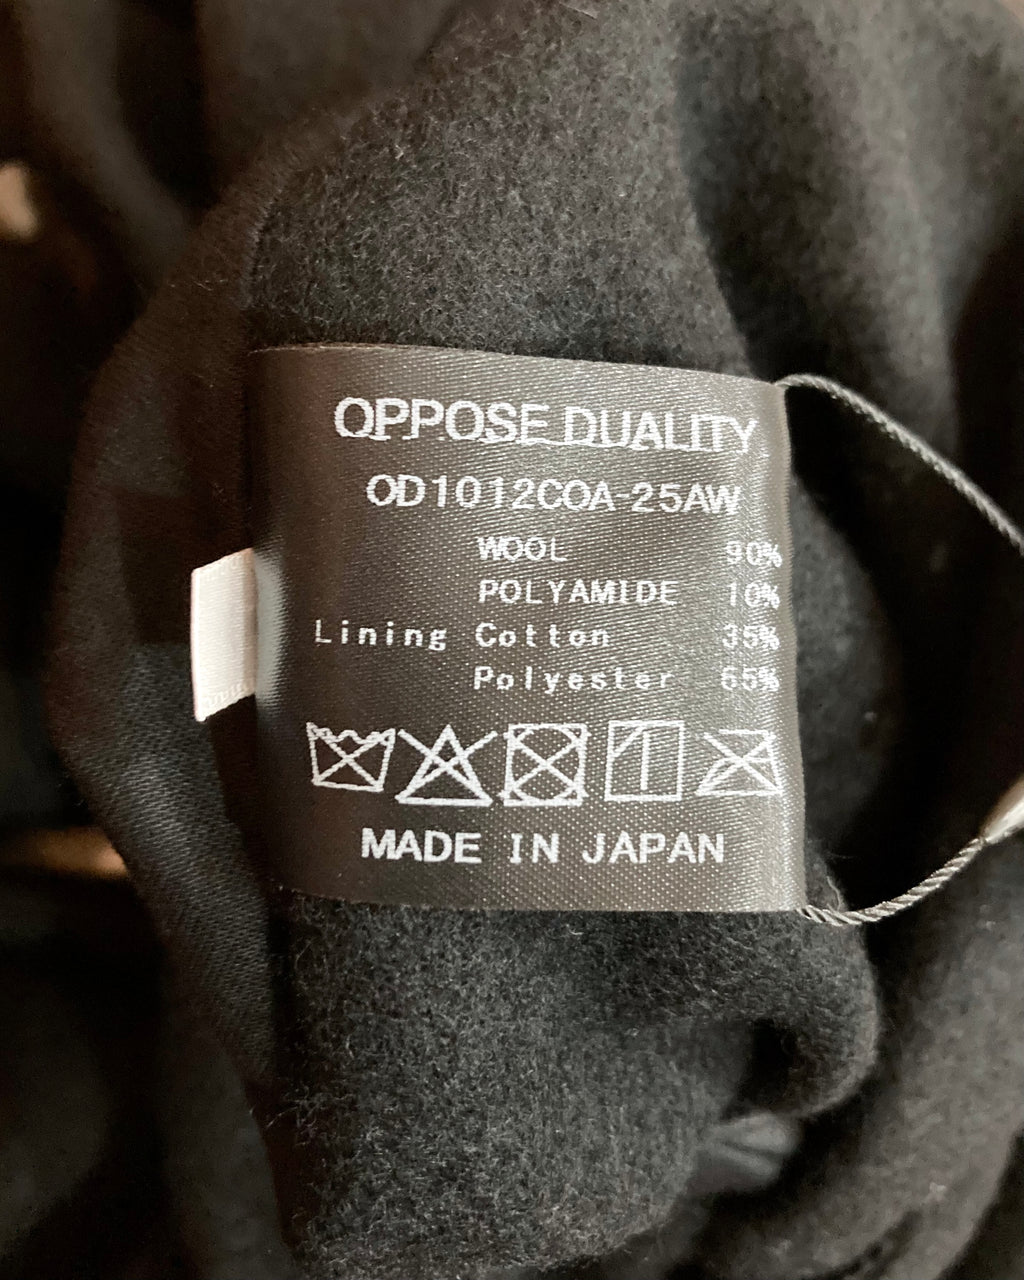 OPPOSE DUALITY
OD1012COA-25AW
WOOL 90%
POLYAMIDE 10%
Lining Cotton 35%
Polyester 65%
MADE IN JAPAN